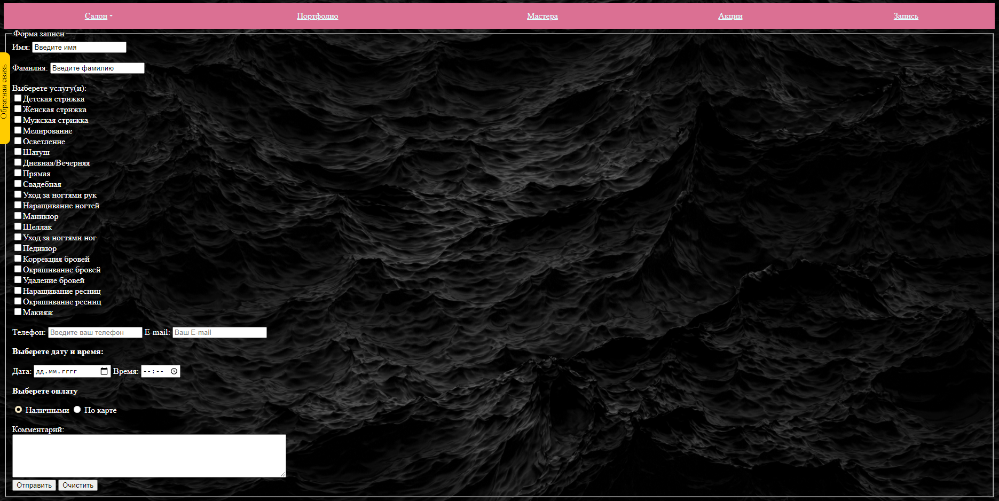 Салон Портфолио Мастера Акции Запись
Форма записи
Имя: Введите имя
Обратная связь
Фамилия: Введите фамилию
Выберете услугу(и):
Детская стрижка
Женская стрижка
Мужская стрижка
Мелирование
Осветление
Шатуш
Дневная/Вечерняя
Прямая
Свадебная
Уход за ногтями рук
Наращивание ногтей
Маникюр
Шеллак
Уход за ногтями ног
Педикюр
Коррекция бровей
Окрашивание бровей
Удаление бровей
Наращивание ресниц
Окрашивание ресниц
Макияж
Телефон: Введите ваш телефон E-mail: Ваш E-mail
Выберете дату и время:
Дата: дд.мм.гггг Время: --:--
Выберете оплату
Наличными По карте
Комментарий:
Отправить Очистить